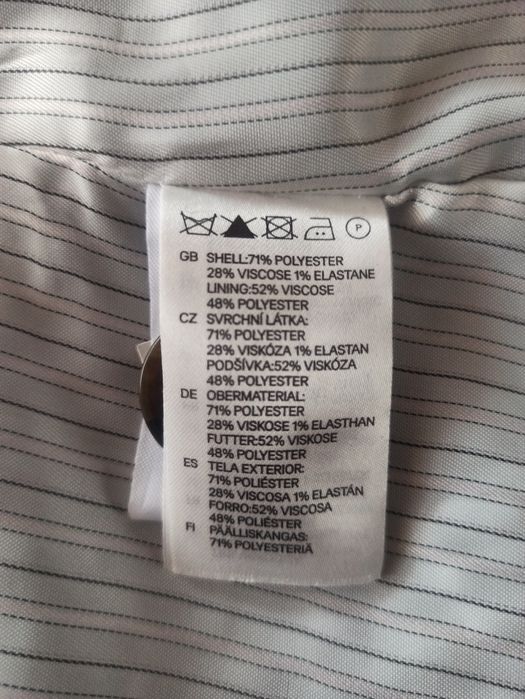 P
GB SHELL:71% POLYESTER
28% VISCOSE 1% ELASTANE
LINING:52% VISCOSE
48% POLYESTER
CZ SVRCHNÍ LÁTKA:
71% POLYESTER
28% VISKÓZA 1% ELASTAN
PODŠÍVKA:52% VISKÓZA
48% POLYESTER
DE OBERMATERIAL:
71% POLYESTER
28% VISKOSE 1% ELASTHAN
FUTTER:52% VISKOSE
48% POLYESTER
ES TELA EXTERIOR:
71% POLIÉSTER
28% VISCOSA 1% ELASTÁN
FORRO:52% VISCOSA
48% POLIÉSTER
FI PÄÄLLISKANGAS:
71% POLYESTERIÄ